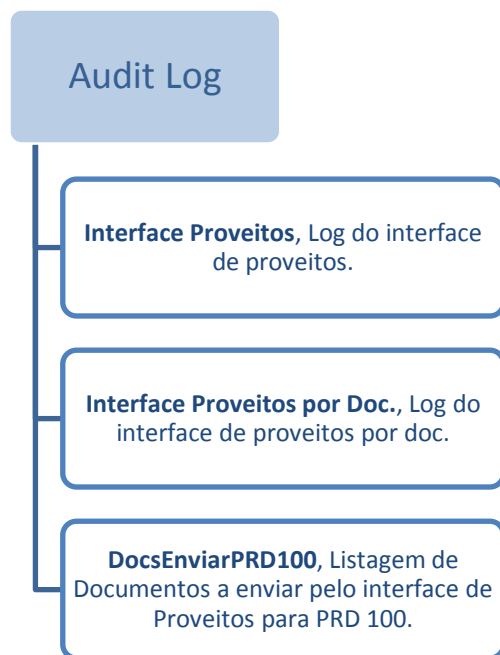 Audit Log
Interface Proveitos, Log do interface
de proveitos.
Interface Proveitos por Doc., Log do
interface de proveitos por doc.
DocsEnviarPRD100, Listagem de
Documentos a enviar pelo interface de
Proveitos para PRD 100.